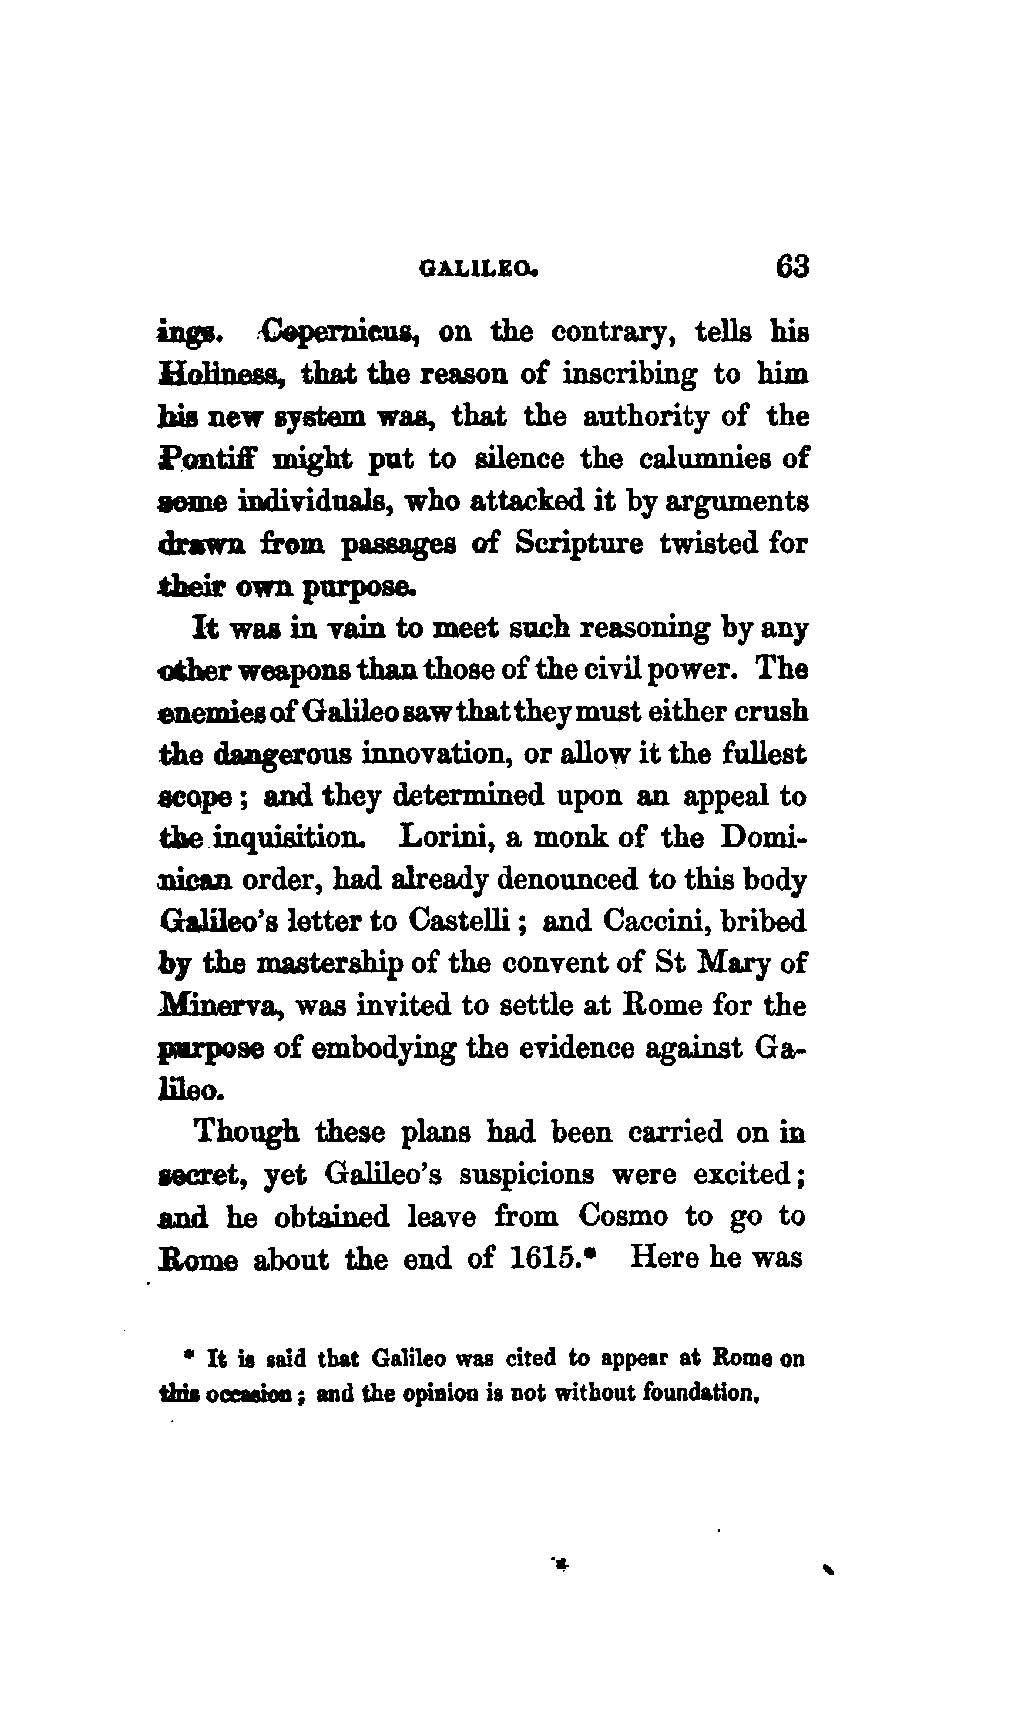 GALILEO. 63
ings. Copernicus, on the contrary, tells his
Holiness, that the reason of inscribing to him
his new system was, that the authority of the
Pontiff might put to silence the calumnies of
some individuals, who attacked it by arguments
drawn from passages of Scripture twisted for
their own purpose.
It was in vain to meet such reasoning by any
other weapons than those of the civil power. The
enemies of Galileo saw that they must either crush
the dangerous innovation, or allow it the fullest
scope; and they determined upon an appeal to
the inquisition. Lorini, a monk of the Domi-
nican order, had already denounced to this body
Galileo's letter to Castelli; and Caccini, bribed
by the mastership of the convent of St Mary of
Minerva, was invited to settle at Rome for the
purpose of embodying the evidence against Ga-
lileo.
Though these plans had been carried on in
secret, yet Galileo's suspicions were excited;
and he obtained leave from Cosmo to go to
Rome about the end of 1615.* Here he was
* It is said that Galileo was cited to appear at Rome on
this occasion; and the opinion is not without foundation.